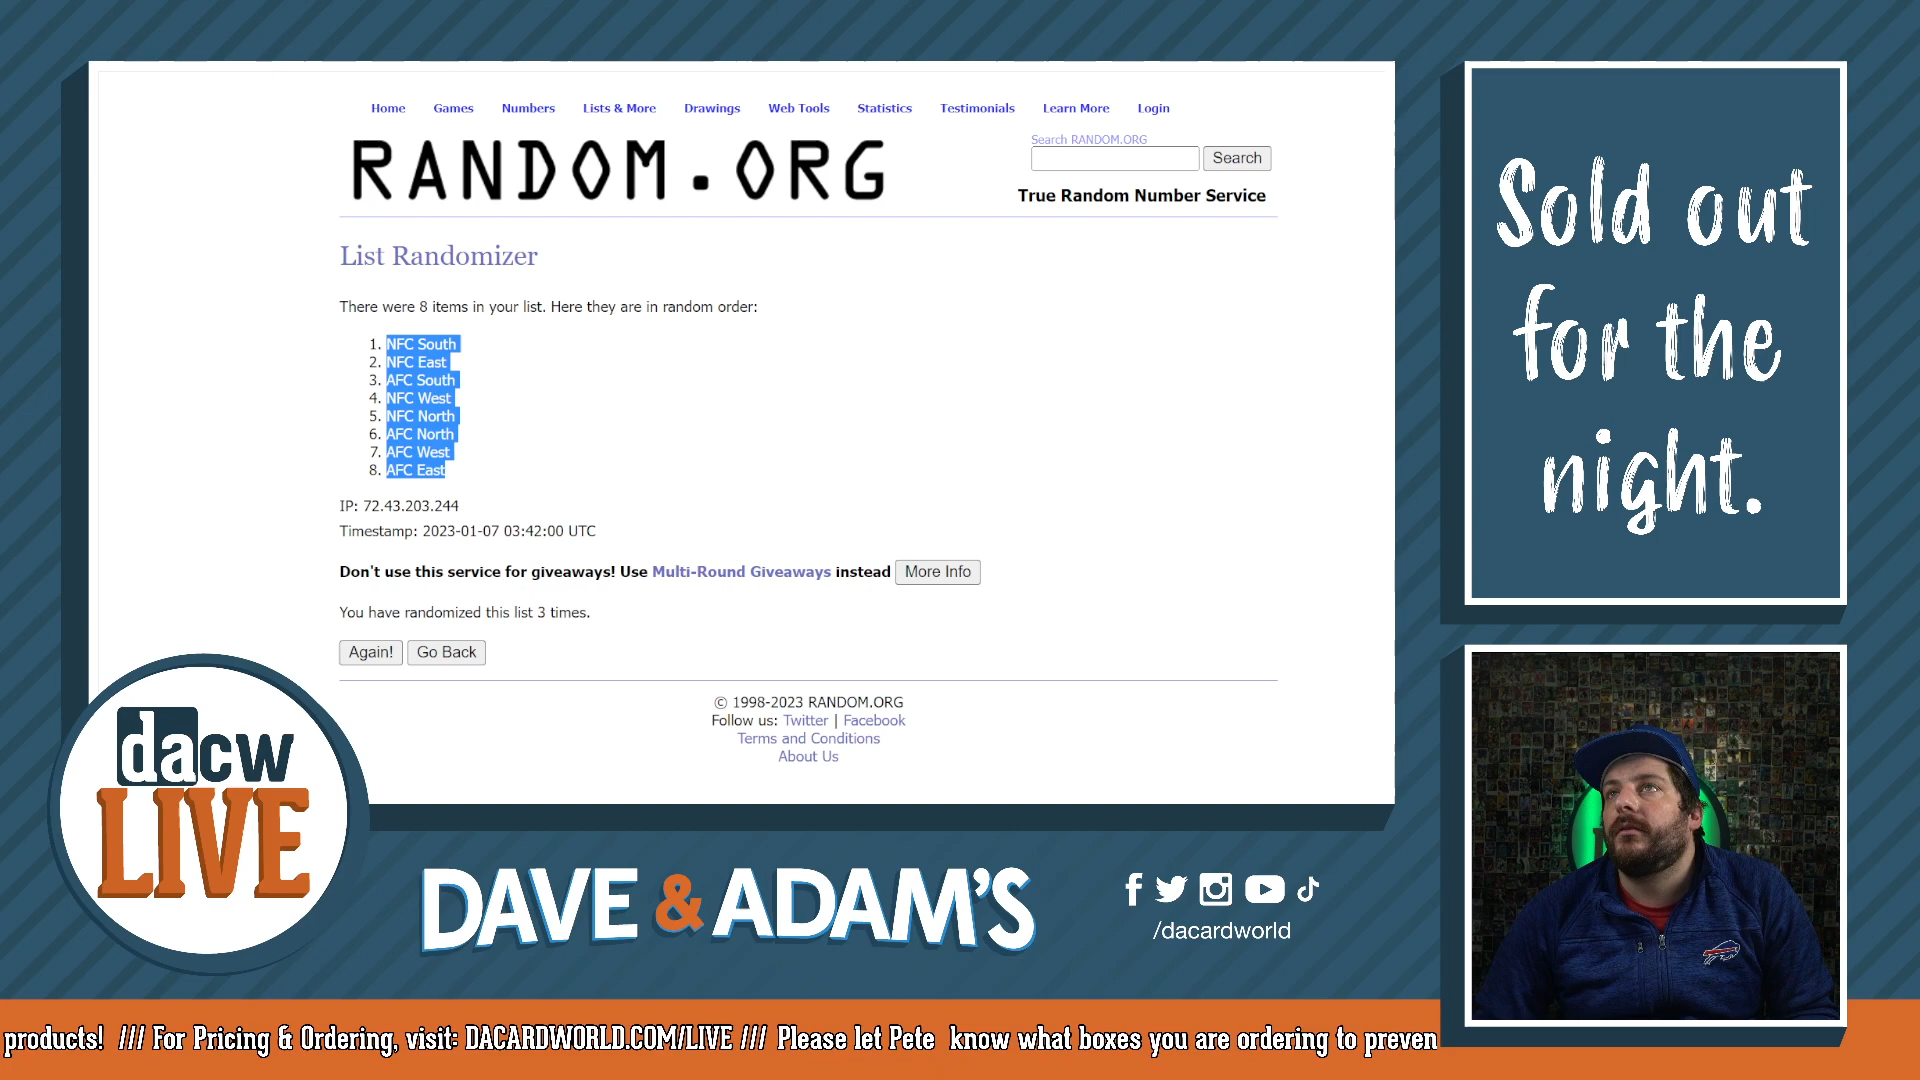 Home Games Numbers Lists & More Drawings Web Tools Statistics Testimonials Learn More Login
RANDOM.ORG
Search RANDOM.ORG
Search
True Random Number Service
List Randomizer
There were 8 items in your list. Here they are in random order:
1. NFC South
2. NFC East
3. AFC South
4. NFC West
5. NFC North
6. AFC North
7. AFC West
8. AFC East
IP: 72.43.203.244
Timestamp: 2023-01-07 03:42:00 UTC
Don't use this service for giveaways! Use Multi-Round Giveaways instead More Info
You have randomized this list 3 times.
Again! Go Back
© 1998-2023 RANDOM.ORG
Follow us: Twitter | Facebook
Terms and Conditions
About Us
Sold out
for the
night.
dacw
LIVE
DAVE & ADAM'S
/dacardworld
products! /// For Pricing & Ordering, visit: DACARDWORLD.COM/LIVE /// Please let Pete know what boxes you are ordering to preven